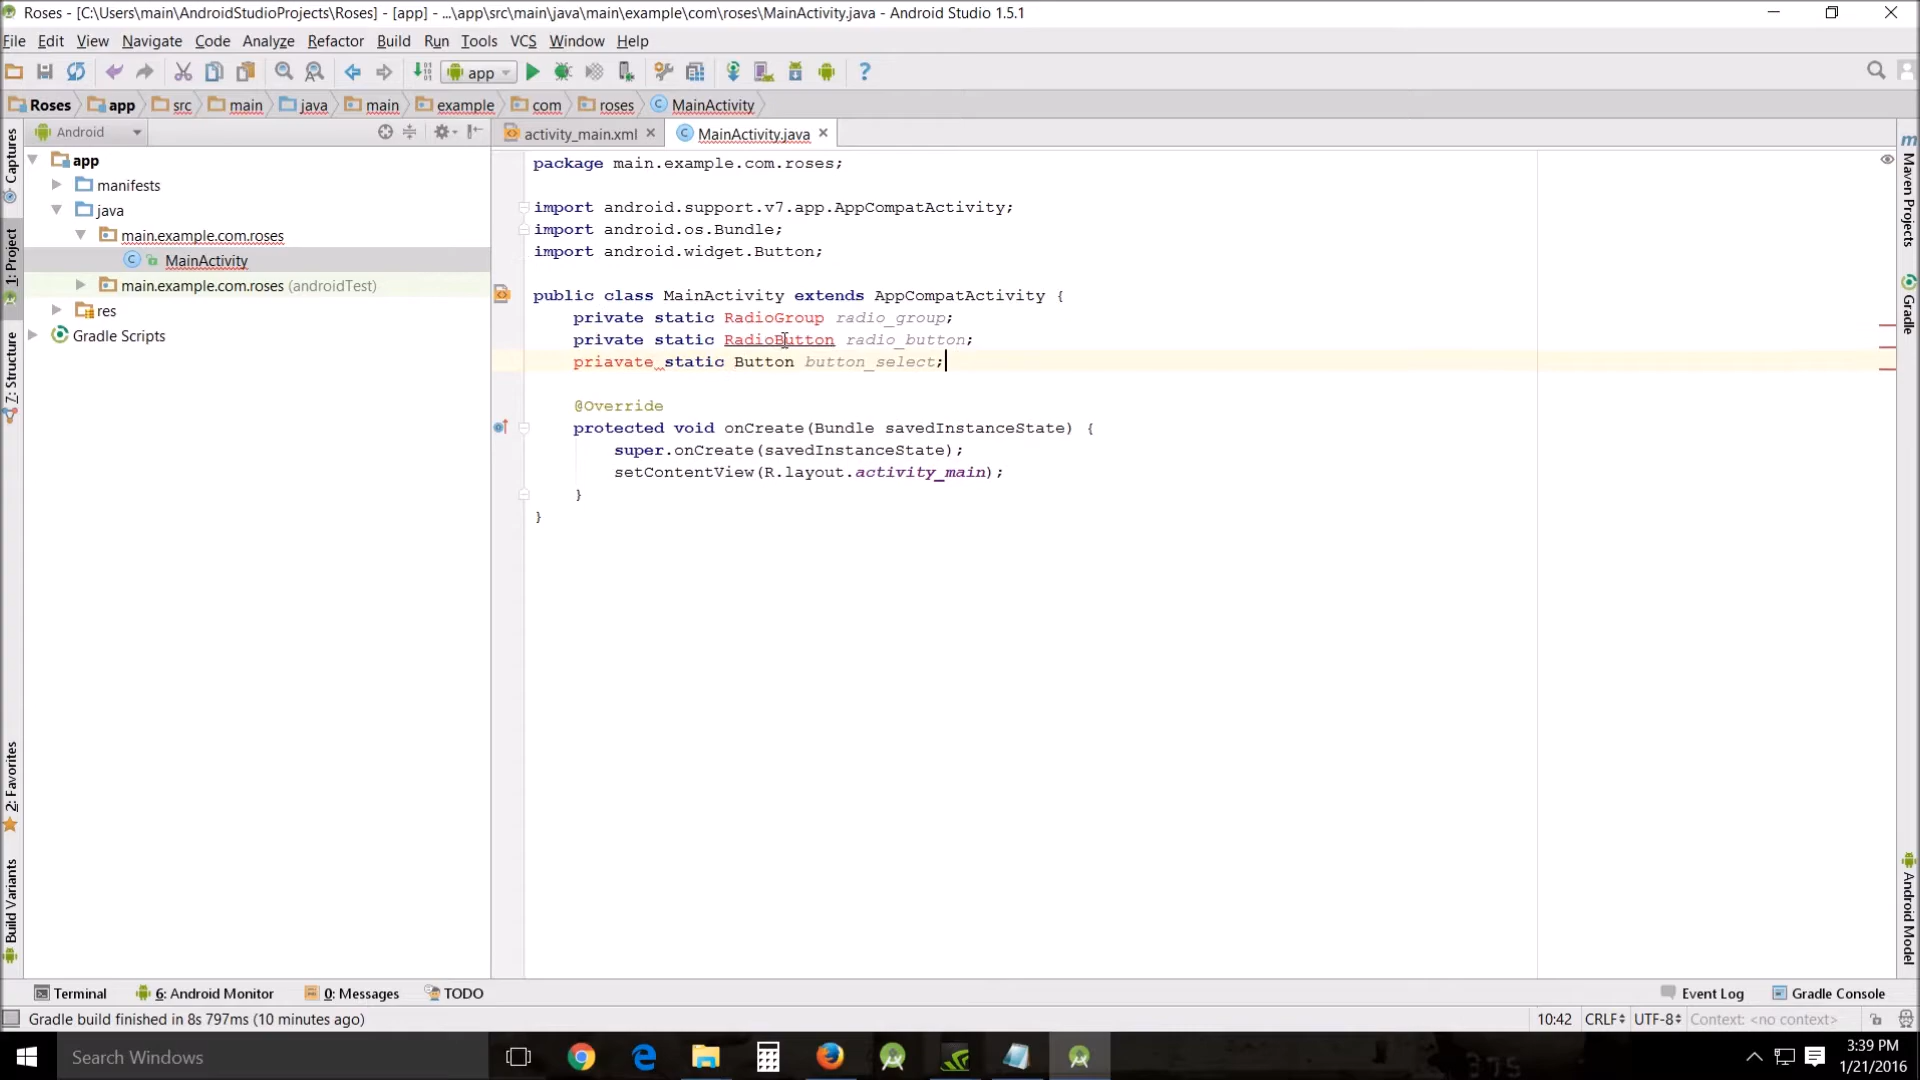 Roses - [C:\Users\main\AndroidStudioProjects\Roses] - [app] - ...\app\src\main\java\main\example\com\roses\MainActivity.java - Android Studio 1.5.1
File Edit View Navigate Code Analyze Refactor Build Run Tools VCS Window Help
app
Roses app src main java main example com roses MainActivity
Android
activity_main.xml MainActivity.java
app
manifests
java
main.example.com.roses
MainActivity
main.example.com.roses (androidTest)
res
Gradle Scripts
package main.example.com.roses;
import android.support.v7.app.AppCompatActivity;
import android.os.Bundle;
import android.widget.Button;
public class MainActivity extends AppCompatActivity {
private static RadioGroup radio_group;
private static RadioButton radio_button;
priavate static Button button_select;
@Override
protected void onCreate(Bundle savedInstanceState) {
super.onCreate(savedInstanceState);
setContentView(R.layout.activity_main);
}
}
Captures
1: Project
Z: Structure
2: Favorites
Build Variants
Maven Projects
Gradle
Android Model
Terminal 6: Android Monitor 0: Messages TODO Event Log Gradle Console
Gradle build finished in 8s 797ms (10 minutes ago) 10:42 CRLF UTF-8 Context: <no context>
Search Windows
3:39 PM
1/21/2016